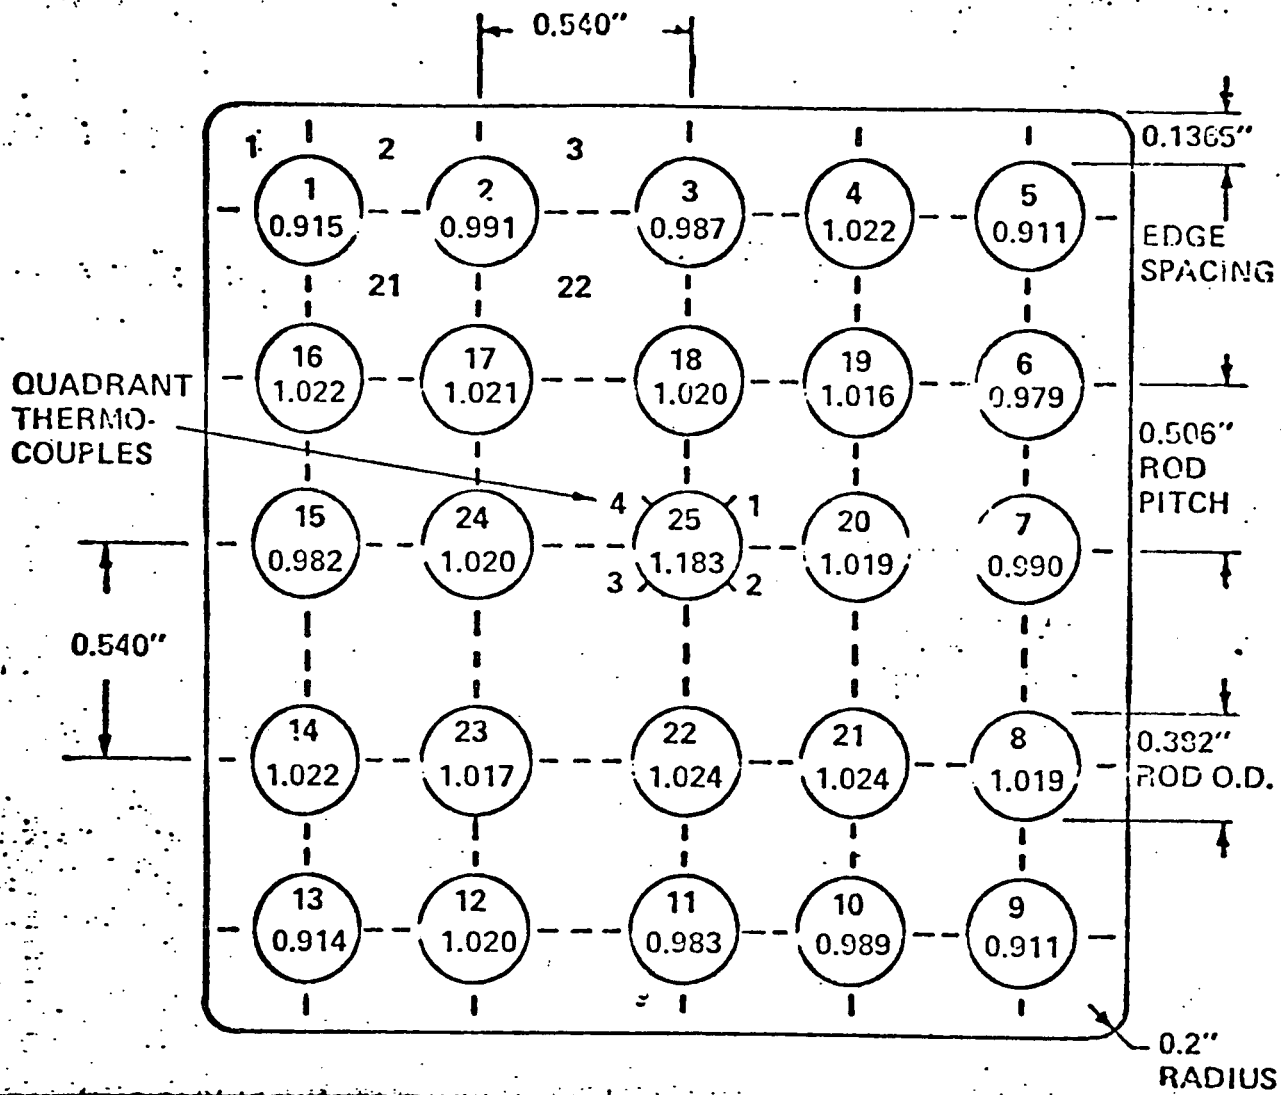 0.540"
0.1365"
EDGE
SPACING
1 2 3
1 2 3 4 5
0.915 0.991 0.987 1.022 0.911
21 22
16 17 18 19 6
1.022 1.021 1.020 1.016 0.979
QUADRANT
THERMO-
COUPLES
0.506"
ROD
PITCH
4 1
15 24 25 20 7
0.982 1.020 1.183 1.019 0.990
3 2
0.540"
14 23 22 21 8
1.022 1.017 1.024 1.024 1.019
ROD O.D.
13 12 11 10 9
0.914 1.020 0.983 0.989 0.911
0.2"
RADIUS